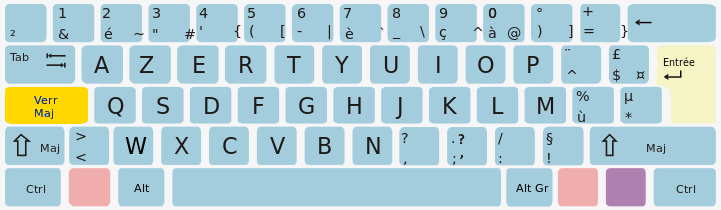 1 2 3 4 5 6 7 8 9 0 ° +
² & é ~ " # ' { ( [ - | è ` _ \ ç ^ à @ ) ] = } ←
Tab A Z E R T Y U I O P ¨ ^ £ $ ¤ Entrée
Verr Maj Q S D F G H J K L M % ù µ *
Maj > < W X C V B N ? , . ? ; , / : § ! Maj
Ctrl Alt Alt Gr Ctrl